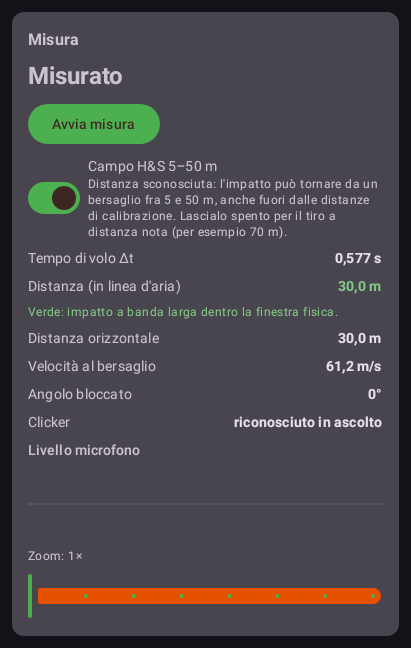 Misura
Misurato
Avvia misura
Campo H&S 5–50 m
Distanza sconosciuta: l'impatto può tornare da un
bersaglio fra 5 e 50 m, anche fuori dalle distanze
di calibrazione. Lascialo spento per il tiro a
distanza nota (per esempio 70 m).
Tempo di volo Δt 0,577 s
Distanza (in linea d'aria) 30,0 m
Verde: impatto a banda larga dentro la finestra fisica.
Distanza orizzontale 30,0 m
Velocità al bersaglio 61,2 m/s
Angolo bloccato 0°
Clicker riconosciuto in ascolto
Livello microfono
Zoom: 1×